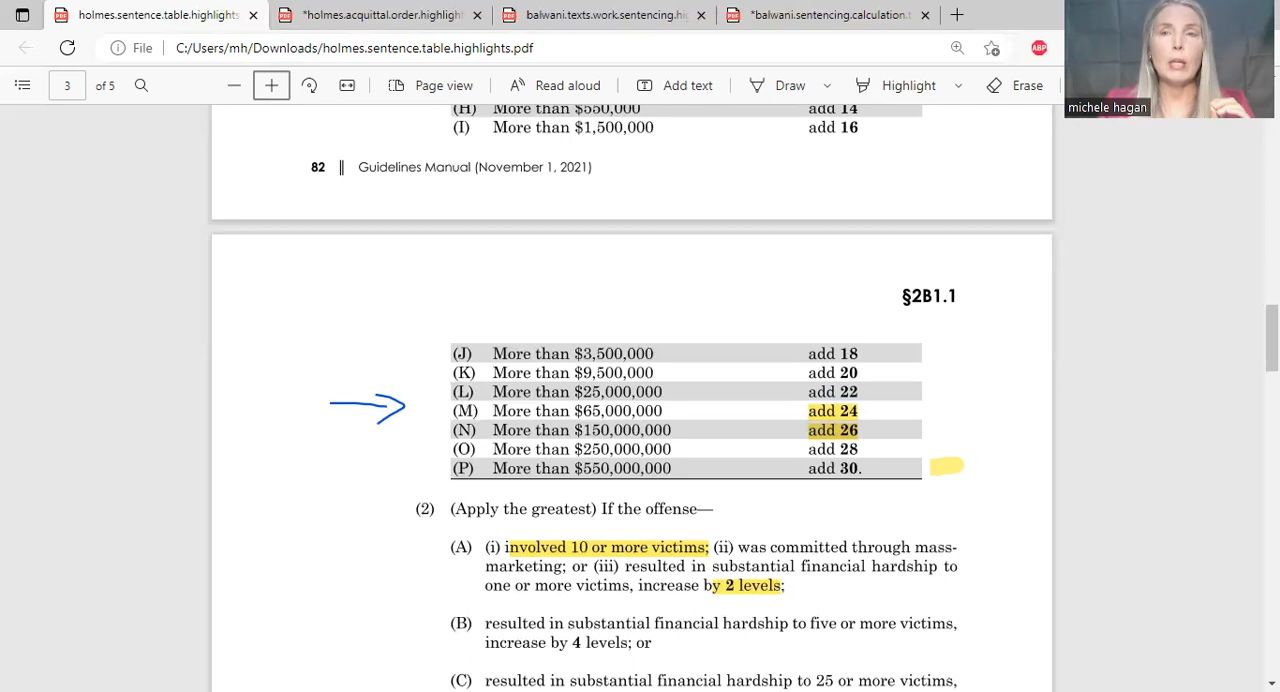 holmes.sentence.table.highlights
*holmes.acquittal.order.highligh
balwani.texts.work.sentencing.hi
*balwani.sentencing.calculation.t
File
C:/Users/mh/Downloads/holmes.sentence.table.highlights.pdf
ABP
3 of 5
Page view
Read aloud
Add text
Draw
Highlight
Erase
michele hagan
(H) More than $550,000 add 14
(I) More than $1,500,000 add 16
82 Guidelines Manual (November 1, 2021)
§2B1.1
(J) More than $3,500,000 add 18
(K) More than $9,500,000 add 20
(L) More than $25,000,000 add 22
(M) More than $65,000,000 add 24
(N) More than $150,000,000 add 26
(O) More than $250,000,000 add 28
(P) More than $550,000,000 add 30.
(2) (Apply the greatest) If the offense—
(A) (i) involved 10 or more victims; (ii) was committed through mass-
marketing; or (iii) resulted in substantial financial hardship to
one or more victims, increase by 2 levels;
(B) resulted in substantial financial hardship to five or more victims,
increase by 4 levels; or
(C) resulted in substantial financial hardship to 25 or more victims,